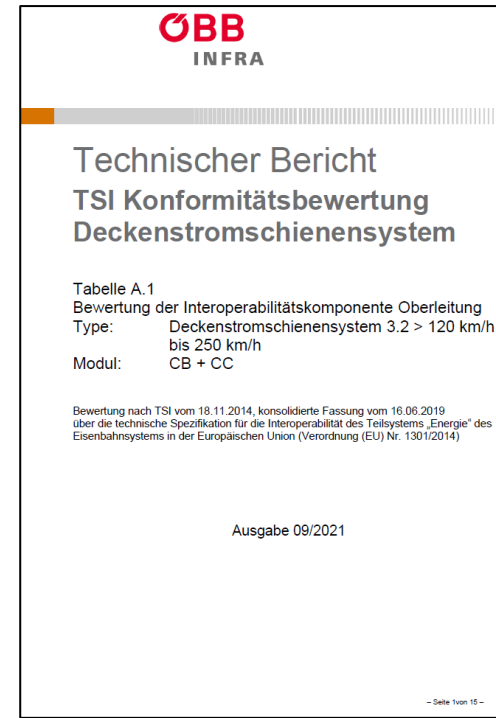 ÖBB
INFRA
Technischer Bericht
TSI Konformitätsbewertung
Deckenstromschienensystem
Tabelle A.1
Bewertung der Interoperabilitätskomponente Oberleitung
Type: Deckenstromschienensystem 3.2 > 120 km/h
bis 250 km/h
Modul: CB + CC
Bewertung nach TSI vom 18.11.2014, konsolidierte Fassung vom 16.06.2019
über die technische Spezifikation für die Interoperabilität des Teilsystems „Energie“ des
Eisenbahnsystems in der Europäischen Union (Verordnung (EU) Nr. 1301/2014)
Ausgabe 09/2021
– Seite 1von 15 –